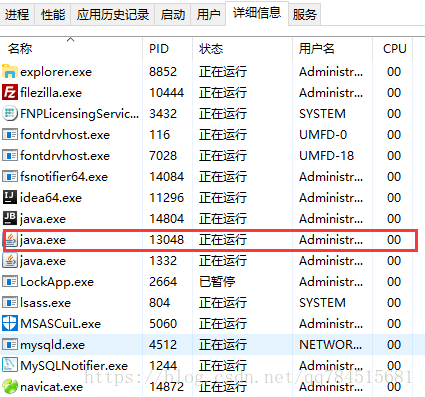 进程 性能 应用历史记录 启动 用户 详细信息 服务
名称 PID 状态 用户名 CPU
explorer.exe 8852 正在运行 Administr... 00
filezilla.exe 10444 正在运行 Administr... 00
FNPLicensingServic... 3432 正在运行 SYSTEM 00
fontdrvhost.exe 116 正在运行 UMFD-0 00
fontdrvhost.exe 7028 正在运行 UMFD-18 00
fsnotifier64.exe 14084 正在运行 Administr... 00
idea64.exe 11296 正在运行 Administr... 00
java.exe 14804 正在运行 Administr... 00
java.exe 13048 正在运行 Administr... 00
java.exe 1332 正在运行 Administr... 00
LockApp.exe 2664 已暂停 Administr... 00
lsass.exe 804 正在运行 SYSTEM 00
MSASCuiL.exe 5060 正在运行 Administr... 00
mysqld.exe 4512 正在运行 NETWOR... 00
MySQLNotifier.exe 1244 正在运行 Administr... 00
navicat.exe 14872 正在运行 Administr... 00
https://blog.csdn.net/qq784515681